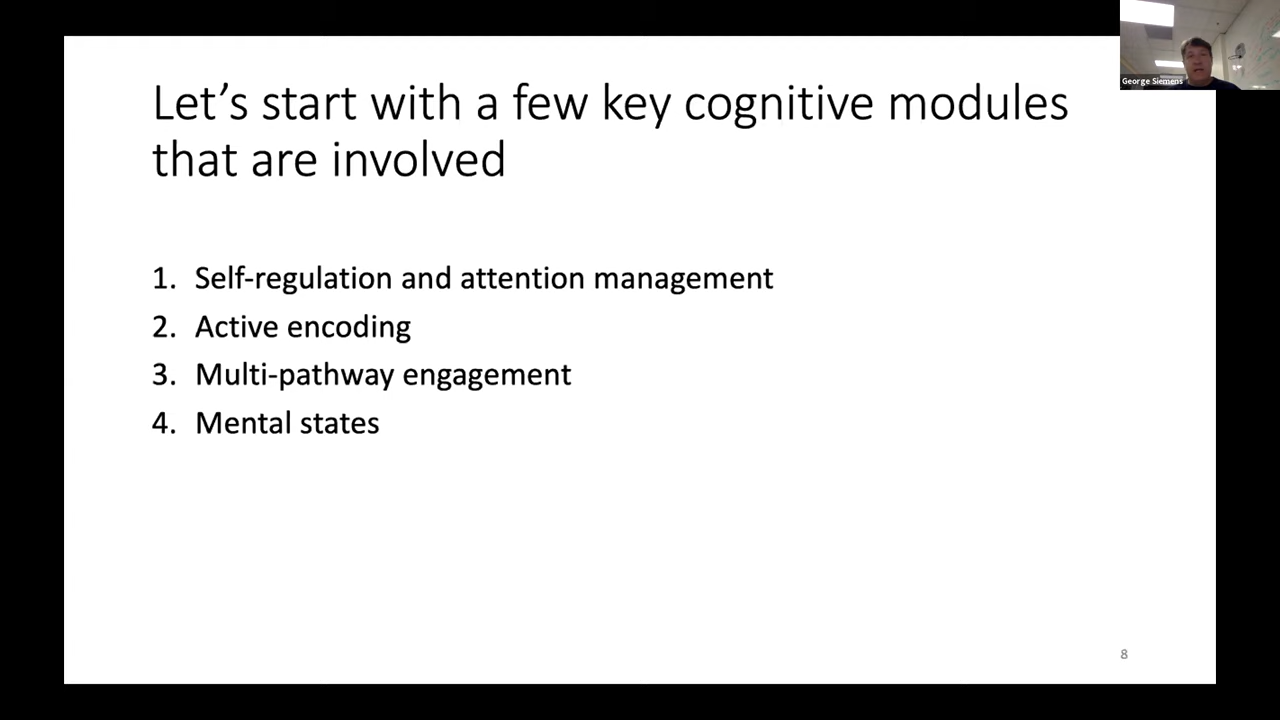 George Siemens
Let’s start with a few key cognitive modules
that are involved
1. Self-regulation and attention management
2. Active encoding
3. Multi-pathway engagement
4. Mental states
8